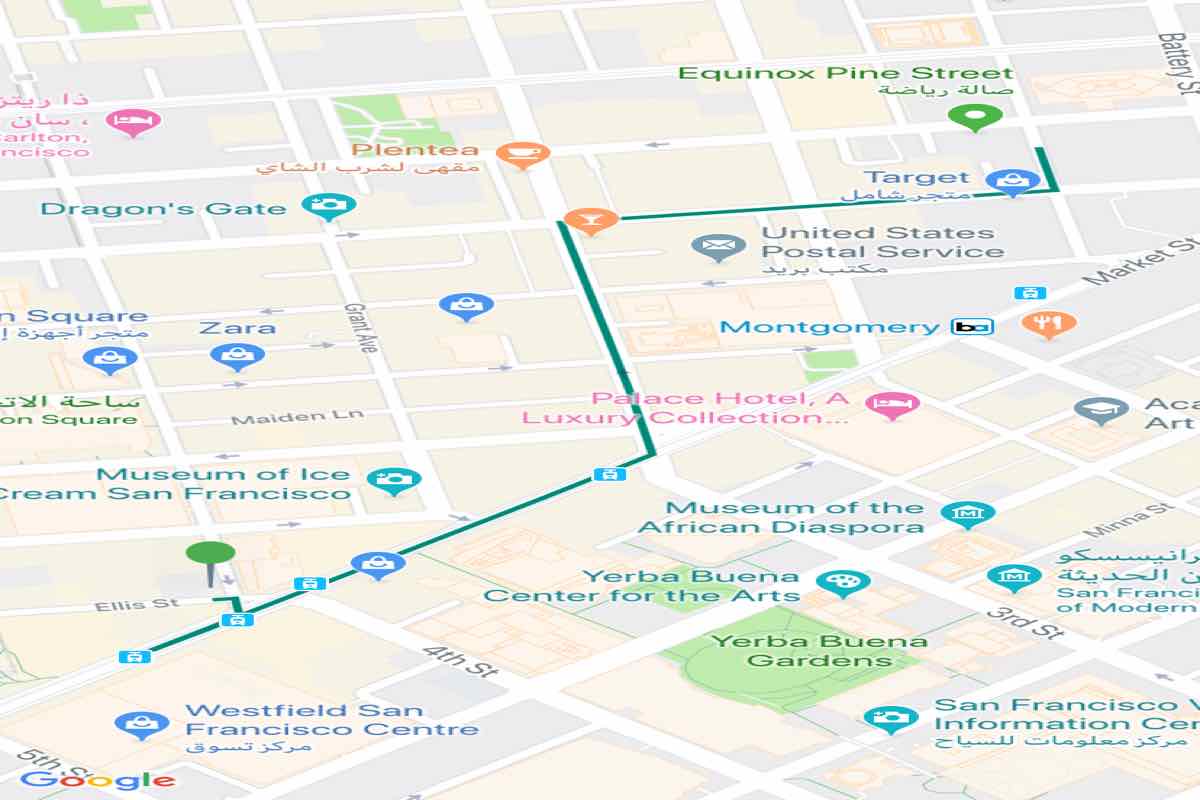 Battery St
Equinox Pine Street
صالة رياضة
ذا ريتز
، سان
arlton,
ncisco
Plentea
مقهى لشرب الشاي
Target
متجر شامل
Dragon's Gate
United States
Postal Service
مكتب بريد
Market St
n Square
متجر أجهزة إ
Zara
Grant Ave
Montgomery
ba
ساحة الات
on Square
Maiden Ln
Palace Hotel, A
Luxury Collection...
Aca
Art
Museum of Ice
Cream San Francisco
Museum of the
African Diaspora
Minna St
رانيسسكو
ن الحديثة
San Franci
of Modern
Yerba Buena
Center for the Arts
Ellis St
3rd St
4th St
Yerba Buena
Gardens
Westfield San
Francisco Centre
مركز تسوق
San Francisco V
Information Cen
مركز معلومات للسياح
5th St
Google